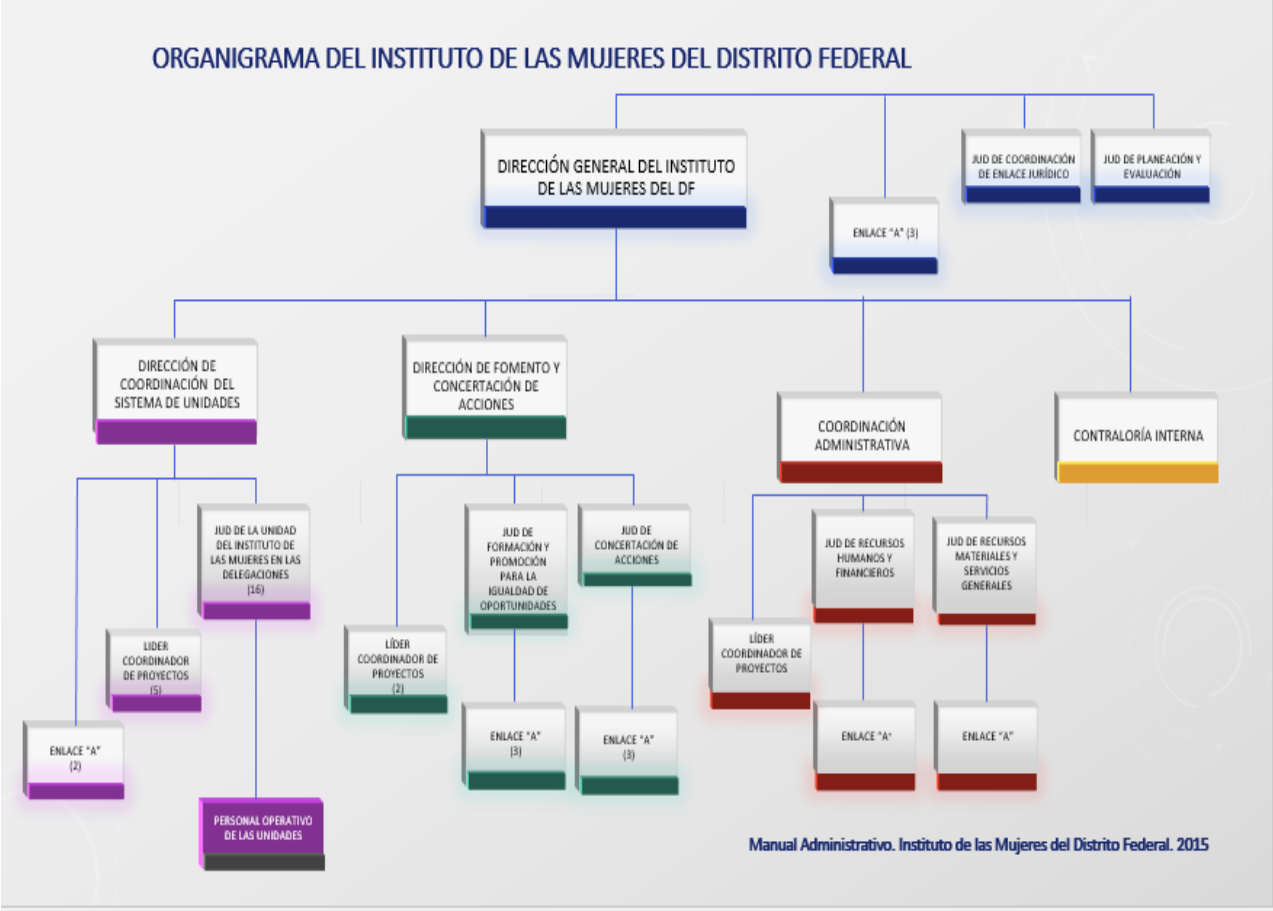 ORGANIGRAMA DEL INSTITUTO DE LAS MUJERES DEL DISTRITO FEDERAL
DIRECCIÓN GENERAL DEL INSTITUTO
DE LAS MUJERES DEL DF
ENLACE "A" (3)
JUD DE COORDINACIÓN
DE ENLACE JURÍDICO
JUD DE PLANEACIÓN Y
EVALUACIÓN
DIRECCIÓN DE
COORDINACIÓN DEL
SISTEMA DE UNIDADES
DIRECCIÓN DE FOMENTO Y
CONCERTACIÓN DE
ACCIONES
COORDINACIÓN
ADMINISTRATIVA
CONTRALORÍA INTERNA
JUD DE LA UNIDAD
DEL INSTITUTO DE
LAS MUJERES EN LAS
DELEGACIONES
(16)
LIDER
COORDINADOR
DE PROYECTOS
(5)
ENLACE "A"
(2)
PERSONAL OPERATIVO
DE LAS UNIDADES
LÍDER
COORDINADOR DE
PROYECTOS
(2)
JUD DE
FORMACIÓN Y
PROMOCIÓN
PARA LA
IGUALDAD DE
OPORTUNIDADES
JUD DE
CONCERTACIÓN DE
ACCIONES
ENLACE "A"
(3)
ENLACE "A"
(3)
LÍDER
COORDINADOR DE
PROYECTOS
JUD DE RECURSOS
HUMANOS Y
FINANCIEROS
JUD DE RECURSOS
MATERIALES Y
SERVICIOS
GENERALES
ENLACE "A"
ENLACE "A"
Manual Administrativo. Instituto de las Mujeres del Distrito Federal. 2015